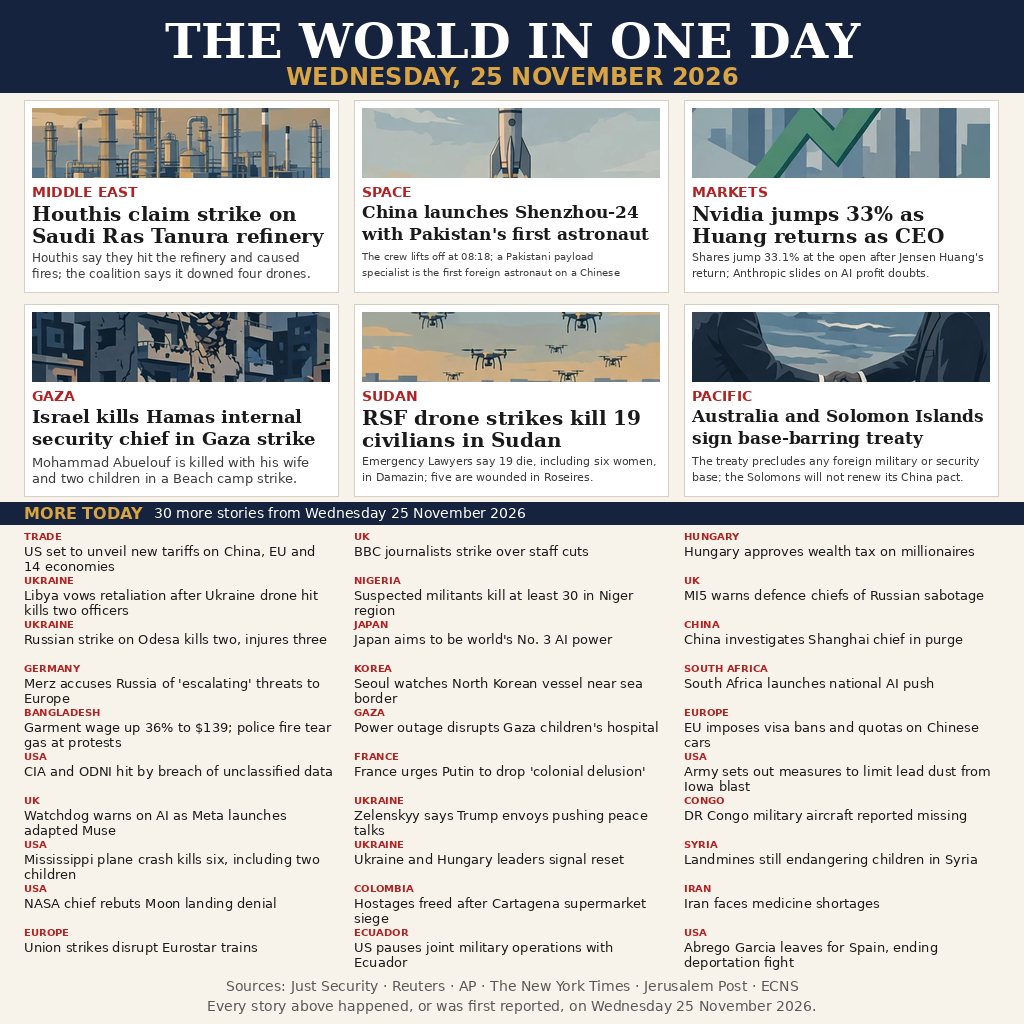 THE WORLD IN ONE DAY
WEDNESDAY, 25 NOVEMBER 2026
MIDDLE EAST
Houthis claim strike on
Saudi Ras Tanura refinery
Houthis say they hit the refinery and caused
fires; the coalition says it downed four drones.
SPACE
China launches Shenzhou-24
with Pakistan's first astronaut
The crew lifts off at 08:18; a Pakistani payload
specialist is the first foreign astronaut on a Chinese
MARKETS
Nvidia jumps 33% as
Huang returns as CEO
Shares jump 33.1% at the open after Jensen Huang's
return; Anthropic slides on AI profit doubts.
GAZA
Israel kills Hamas internal
security chief in Gaza strike
Mohammad Abuelouf is killed with his wife
and two children in a Beach camp strike.
SUDAN
RSF drone strikes kill 19
civilians in Sudan
Emergency Lawyers say 19 die, including six women,
in Damazin; five are wounded in Roseires.
PACIFIC
Australia and Solomon Islands
sign base-barring treaty
The treaty precludes any foreign military or security
base; the Solomons will not renew its China pact.
MORE TODAY 30 more stories from Wednesday 25 November 2026
TRADE
US set to unveil new tariffs on China, EU and
14 economies
UKRAINE
Libya vows retaliation after Ukraine drone hit
kills two officers
UKRAINE
Russian strike on Odesa kills two, injures three
GERMANY
Merz accuses Russia of 'escalating' threats to
Europe
BANGLADESH
Garment wage up 36% to $139; police fire tear
gas at protests
USA
CIA and ODNI hit by breach of unclassified data
UK
Watchdog warns on AI as Meta launches
adapted Muse
USA
Mississippi plane crash kills six, including two
children
USA
NASA chief rebuts Moon landing denial
EUROPE
Union strikes disrupt Eurostar trains
UK
BBC journalists strike over staff cuts
NIGERIA
Suspected militants kill at least 30 in Niger
region
JAPAN
Japan aims to be world's No. 3 AI power
KOREA
Seoul watches North Korean vessel near sea
border
GAZA
Power outage disrupts Gaza children's hospital
FRANCE
France urges Putin to drop 'colonial delusion'
UKRAINE
Zelenskyy says Trump envoys pushing peace
talks
UKRAINE
Ukraine and Hungary leaders signal reset
COLOMBIA
Hostages freed after Cartagena supermarket
siege
ECUADOR
US pauses joint military operations with
Ecuador
HUNGARY
Hungary approves wealth tax on millionaires
UK
MI5 warns defence chiefs of Russian sabotage
CHINA
China investigates Shanghai chief in purge
SOUTH AFRICA
South Africa launches national AI push
EUROPE
EU imposes visa bans and quotas on Chinese
cars
USA
Army sets out measures to limit lead dust from
Iowa blast
CONGO
DR Congo military aircraft reported missing
SYRIA
Landmines still endangering children in Syria
IRAN
Iran faces medicine shortages
USA
Abrego Garcia leaves for Spain, ending
deportation fight
Sources: Just Security · Reuters · AP · The New York Times · Jerusalem Post · ECNS
Every story above happened, or was first reported, on Wednesday 25 November 2026.